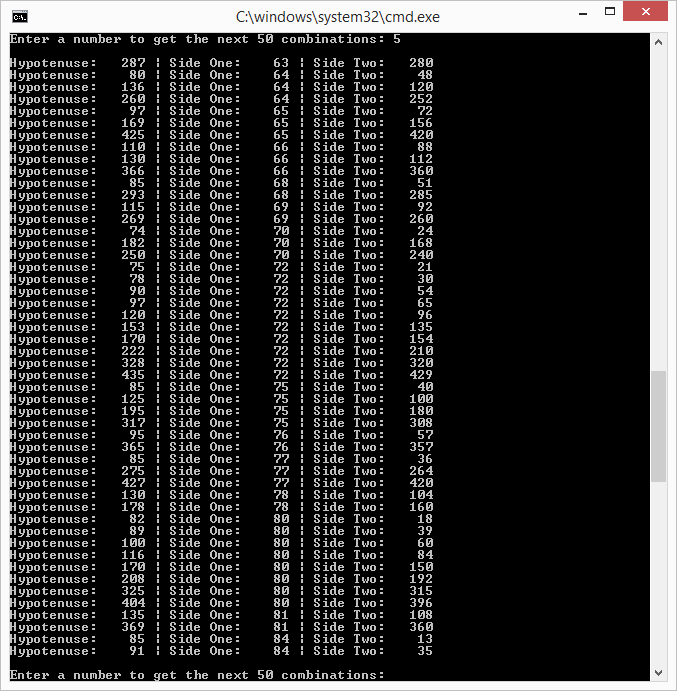 C:\windows\system32\cmd.exe
Enter a number to get the next 50 combinations: 5
Hypotenuse: 287 ¦ Side One: 63 ¦ Side Two: 280
Hypotenuse: 80 ¦ Side One: 64 ¦ Side Two: 48
Hypotenuse: 136 ¦ Side One: 64 ¦ Side Two: 120
Hypotenuse: 260 ¦ Side One: 64 ¦ Side Two: 252
Hypotenuse: 97 ¦ Side One: 65 ¦ Side Two: 72
Hypotenuse: 169 ¦ Side One: 65 ¦ Side Two: 156
Hypotenuse: 425 ¦ Side One: 65 ¦ Side Two: 420
Hypotenuse: 110 ¦ Side One: 66 ¦ Side Two: 88
Hypotenuse: 130 ¦ Side One: 66 ¦ Side Two: 112
Hypotenuse: 366 ¦ Side One: 66 ¦ Side Two: 360
Hypotenuse: 85 ¦ Side One: 68 ¦ Side Two: 51
Hypotenuse: 293 ¦ Side One: 68 ¦ Side Two: 285
Hypotenuse: 115 ¦ Side One: 69 ¦ Side Two: 92
Hypotenuse: 269 ¦ Side One: 69 ¦ Side Two: 260
Hypotenuse: 74 ¦ Side One: 70 ¦ Side Two: 24
Hypotenuse: 182 ¦ Side One: 70 ¦ Side Two: 168
Hypotenuse: 250 ¦ Side One: 70 ¦ Side Two: 240
Hypotenuse: 75 ¦ Side One: 72 ¦ Side Two: 21
Hypotenuse: 78 ¦ Side One: 72 ¦ Side Two: 30
Hypotenuse: 90 ¦ Side One: 72 ¦ Side Two: 54
Hypotenuse: 97 ¦ Side One: 72 ¦ Side Two: 65
Hypotenuse: 120 ¦ Side One: 72 ¦ Side Two: 96
Hypotenuse: 153 ¦ Side One: 72 ¦ Side Two: 135
Hypotenuse: 170 ¦ Side One: 72 ¦ Side Two: 154
Hypotenuse: 222 ¦ Side One: 72 ¦ Side Two: 210
Hypotenuse: 328 ¦ Side One: 72 ¦ Side Two: 320
Hypotenuse: 435 ¦ Side One: 72 ¦ Side Two: 429
Hypotenuse: 85 ¦ Side One: 75 ¦ Side Two: 40
Hypotenuse: 125 ¦ Side One: 75 ¦ Side Two: 100
Hypotenuse: 195 ¦ Side One: 75 ¦ Side Two: 180
Hypotenuse: 317 ¦ Side One: 75 ¦ Side Two: 308
Hypotenuse: 95 ¦ Side One: 76 ¦ Side Two: 57
Hypotenuse: 365 ¦ Side One: 76 ¦ Side Two: 357
Hypotenuse: 85 ¦ Side One: 77 ¦ Side Two: 36
Hypotenuse: 275 ¦ Side One: 77 ¦ Side Two: 264
Hypotenuse: 427 ¦ Side One: 77 ¦ Side Two: 420
Hypotenuse: 130 ¦ Side One: 78 ¦ Side Two: 104
Hypotenuse: 178 ¦ Side One: 78 ¦ Side Two: 160
Hypotenuse: 82 ¦ Side One: 80 ¦ Side Two: 18
Hypotenuse: 89 ¦ Side One: 80 ¦ Side Two: 39
Hypotenuse: 100 ¦ Side One: 80 ¦ Side Two: 60
Hypotenuse: 116 ¦ Side One: 80 ¦ Side Two: 84
Hypotenuse: 170 ¦ Side One: 80 ¦ Side Two: 150
Hypotenuse: 208 ¦ Side One: 80 ¦ Side Two: 192
Hypotenuse: 325 ¦ Side One: 80 ¦ Side Two: 315
Hypotenuse: 404 ¦ Side One: 80 ¦ Side Two: 396
Hypotenuse: 135 ¦ Side One: 81 ¦ Side Two: 108
Hypotenuse: 369 ¦ Side One: 81 ¦ Side Two: 360
Hypotenuse: 85 ¦ Side One: 84 ¦ Side Two: 13
Hypotenuse: 91 ¦ Side One: 84 ¦ Side Two: 35
Enter a number to get the next 50 combinations: